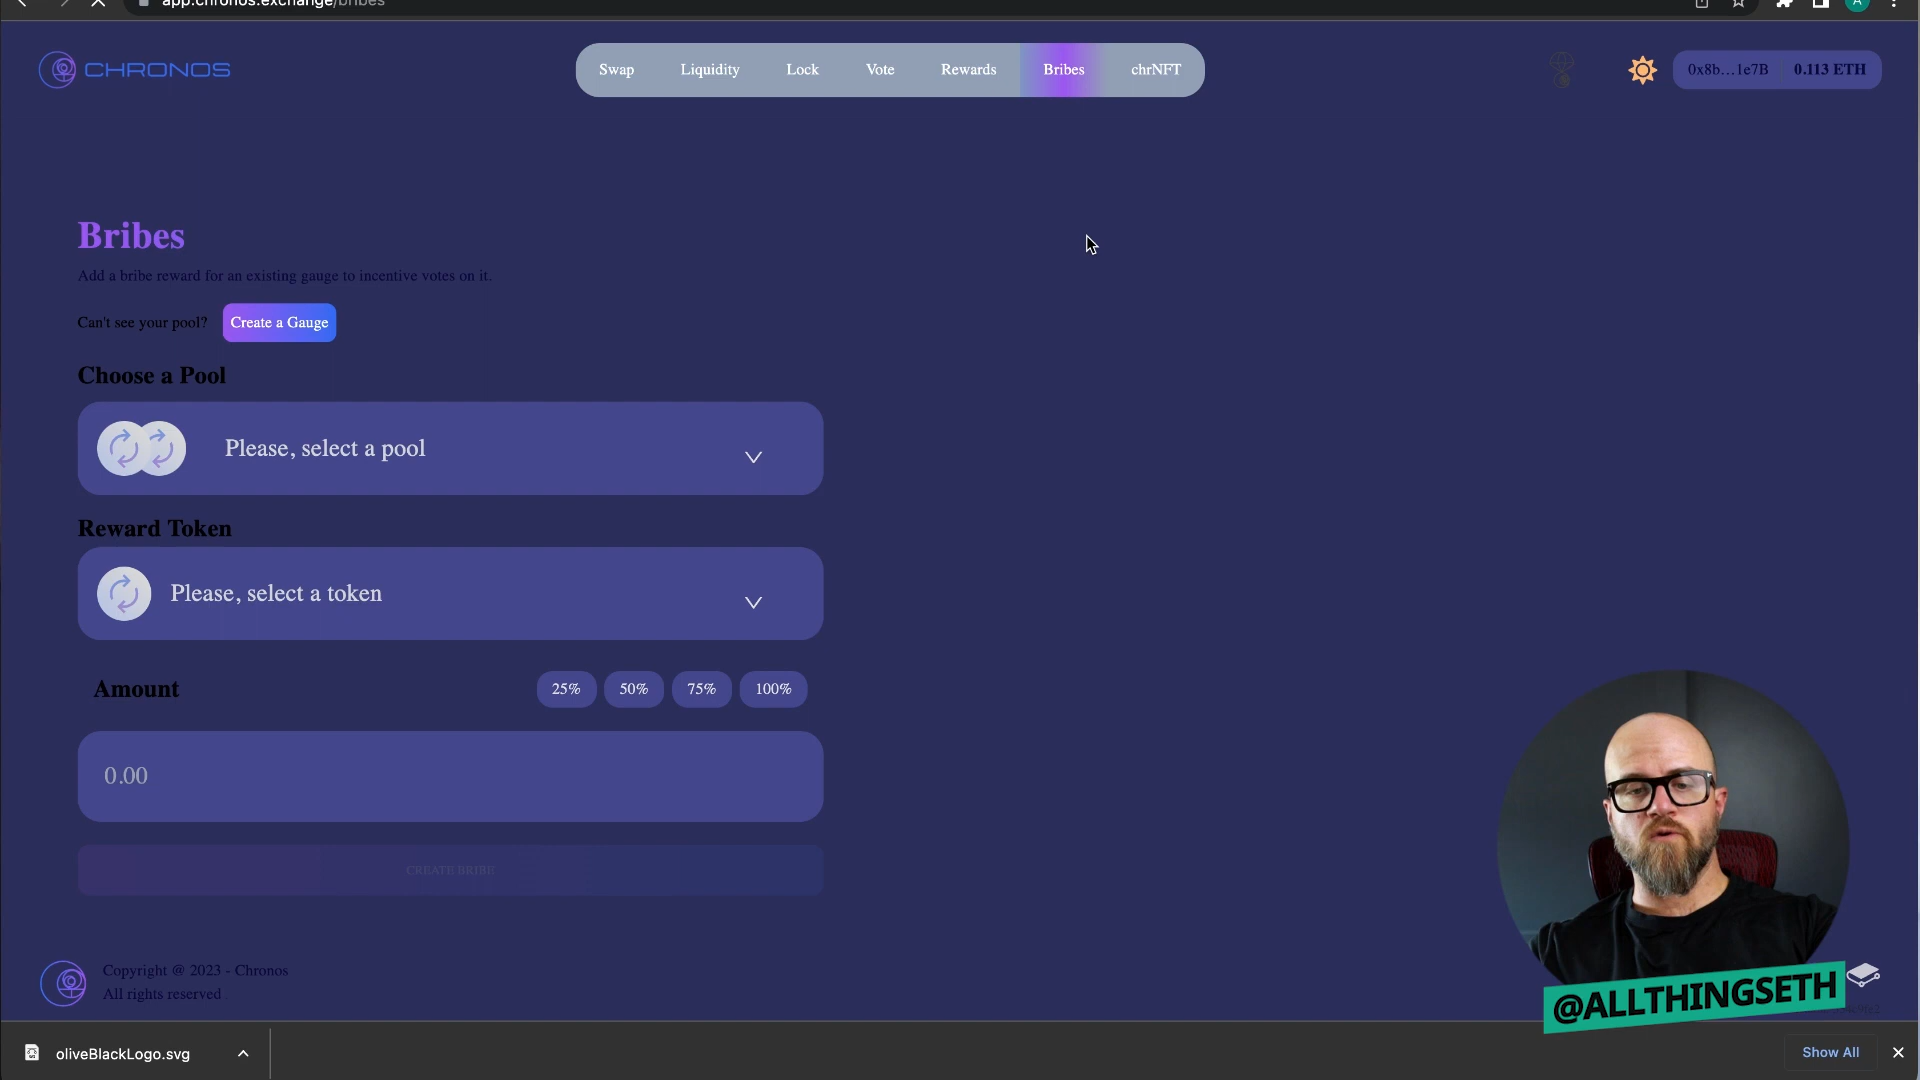 app.chronos.exchange/bribes
A
CHRONOS
Swap
Liquidity
Lock
Vote
Rewards
Bribes
chrNFT
0x8b...1e7B
0.113 ETH
Bribes
Add a bribe reward for an existing gauge to incentive votes on it.
Can't see your pool?
Create a Gauge
Choose a Pool
Please, select a pool
Reward Token
Please, select a token
Amount
25%
50%
75%
100%
0.00
CREATE BRIBE
Copyright @ 2023 - Chronos
All rights reserved
@ALLTHINGSETH
oliveBlackLogo.svg
Show All